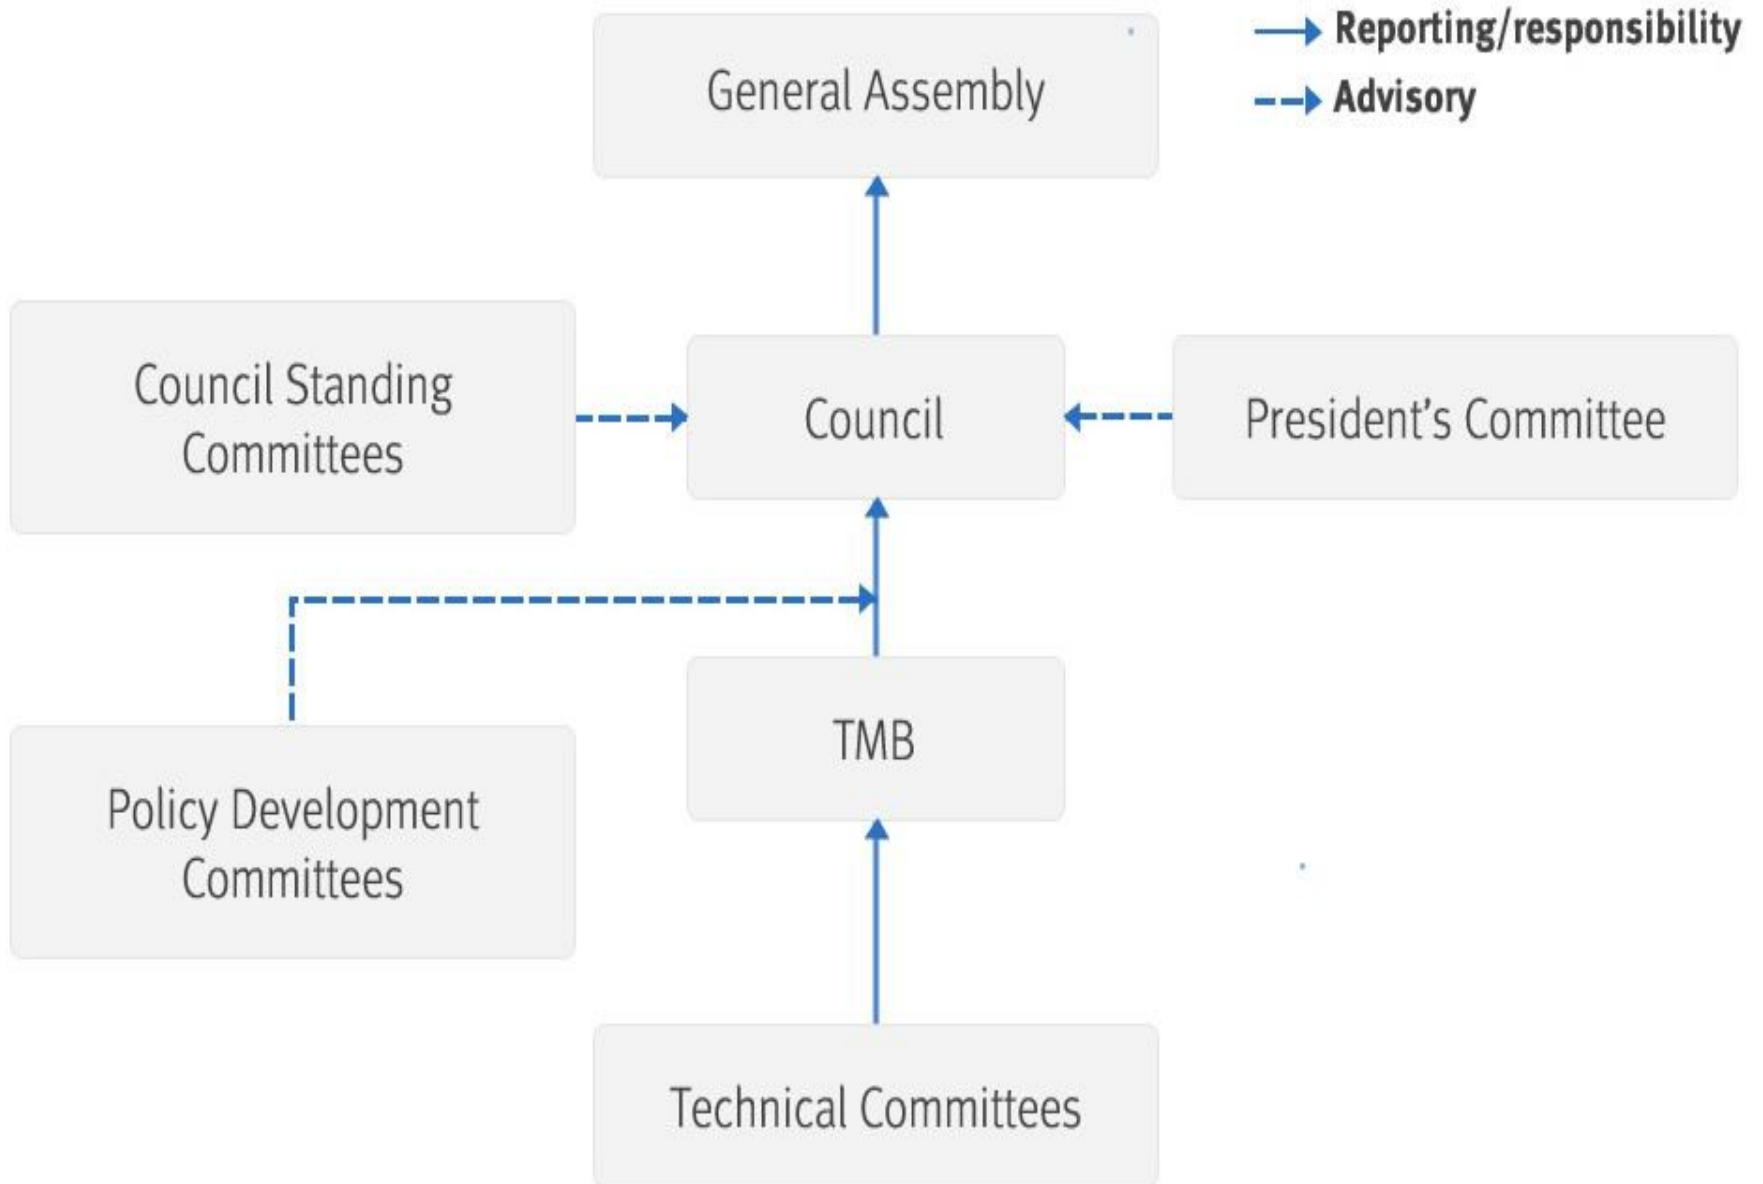 General Assembly
Reporting/responsibility
Advisory
Council Standing
Committees
Council
President’s Committee
Policy Development
Committees
TMB
Technical Committees